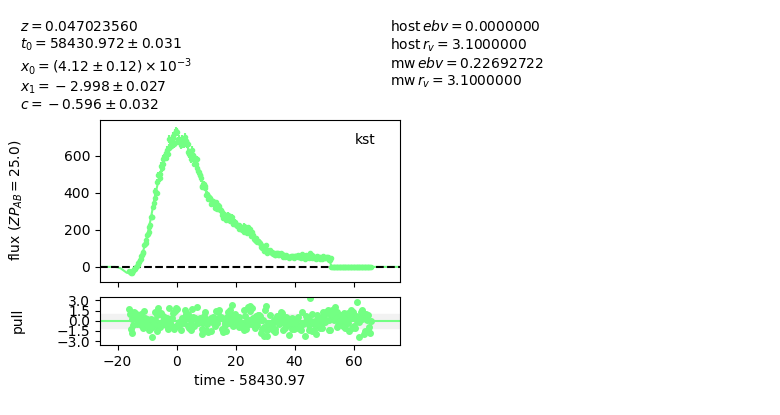 z = 0.047023560
t₀ = 58430.972 ± 0.031
x₀ = (4.12 ± 0.12) × 10⁻³
x₁ = −2.998 ± 0.027
c = −0.596 ± 0.032
host ebv = 0.0000000
host r_v = 3.1000000
mw ebv = 0.22692722
mw r_v = 3.1000000
flux (ZP_AB = 25.0)
600
400
200
0
kst
pull
3.0
1.5
0.0
−1.5
−3.0
−20
0
20
40
60
time - 58430.97